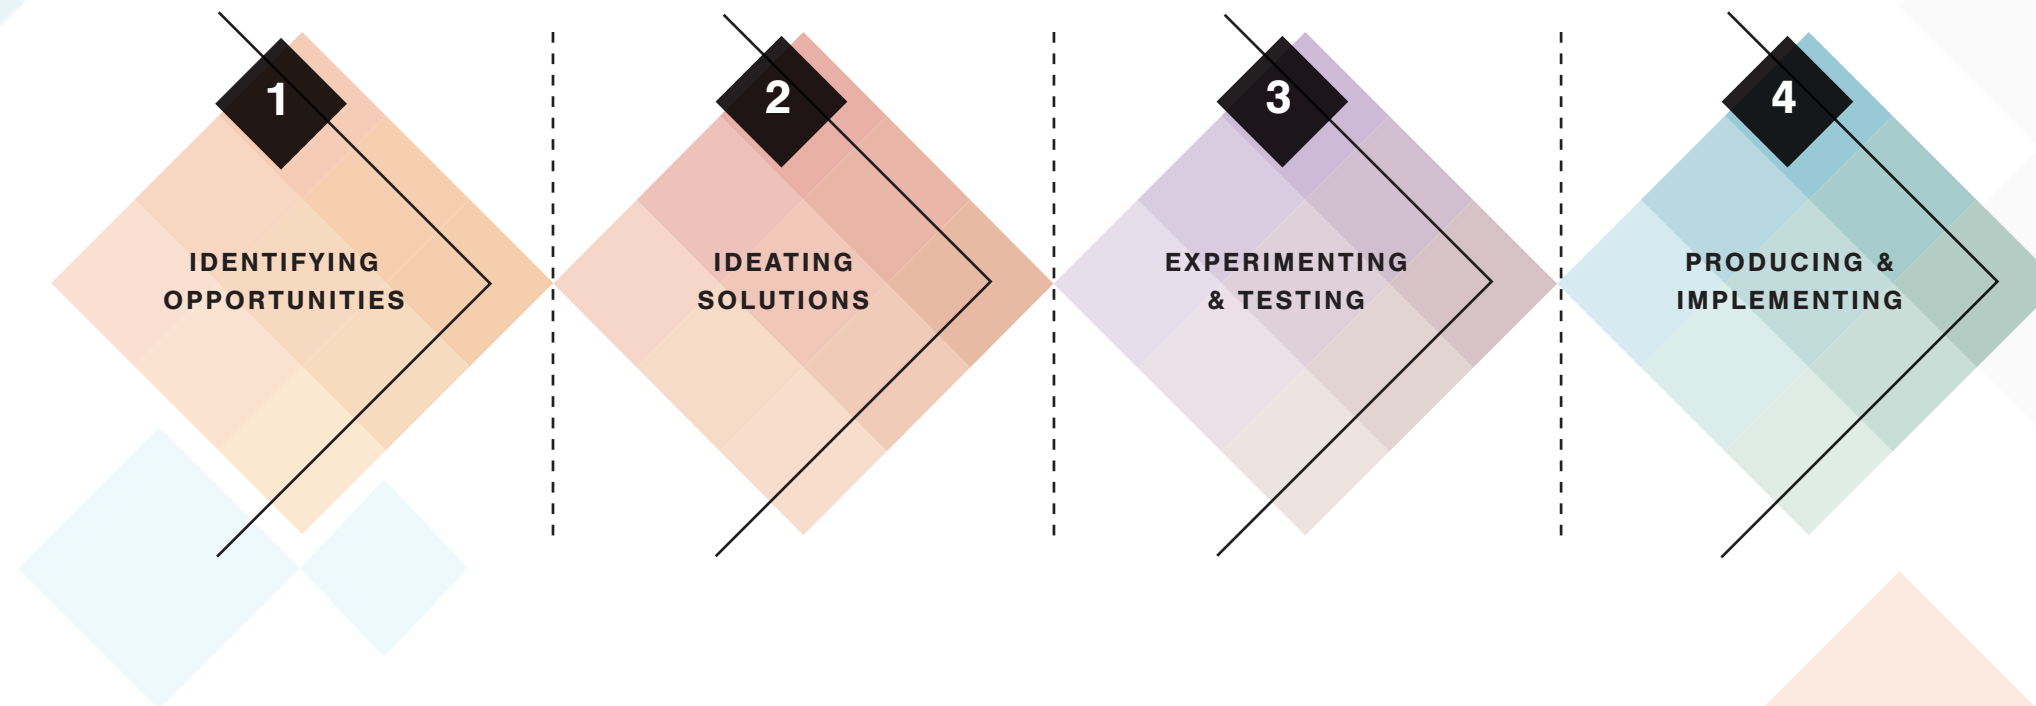 1
IDENTIFYING
OPPORTUNITIES
2
IDEATING
SOLUTIONS
3
EXPERIMENTING
& TESTING
4
PRODUCING &
IMPLEMENTING